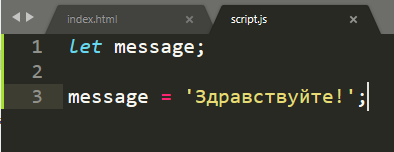 index.html × script.js ×
1 let message;
2
3 message = 'Здравствуйте!';